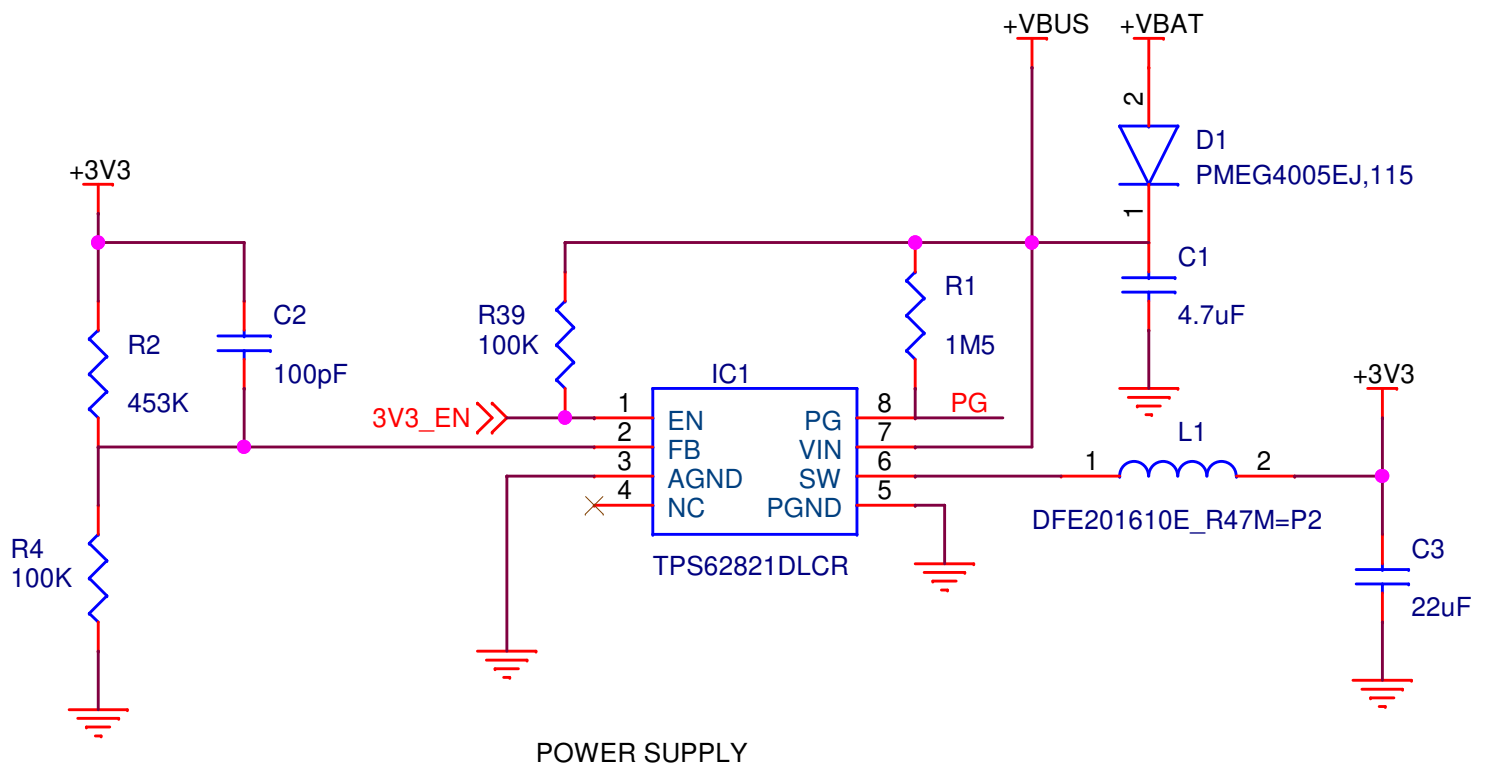 +VBUS
+VBAT
2
D1
PMEG4005EJ,115
1
+3V3
C1
4.7uF
R1
1M5
R39
100K
C2
100pF
R2
453K
IC1
3V3_EN
1
EN
PG
8
PG
2
FB
VIN
7
3
AGND
SW
6
4
NC
PGND
5
TPS62821DLCR
+3V3
L1
1
2
DFE201610E_R47M=P2
R4
100K
C3
22uF
POWER SUPPLY